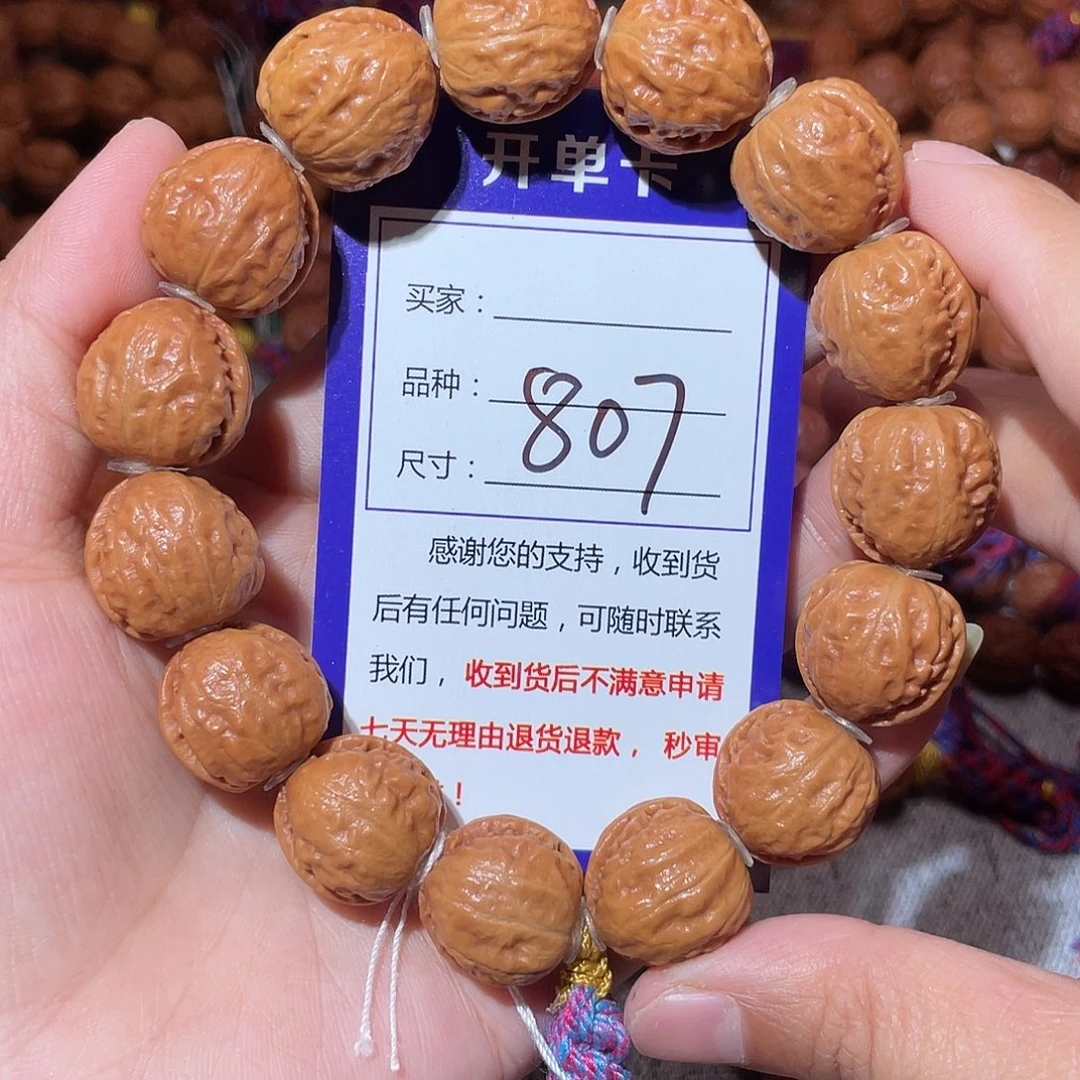 开单卡
买家：
品种：
807
尺寸：
感谢您的支持，收到货
后有任何问题，可随时联系
我们，收到货后不满意申请
七天无理由退货退款，秒审
！